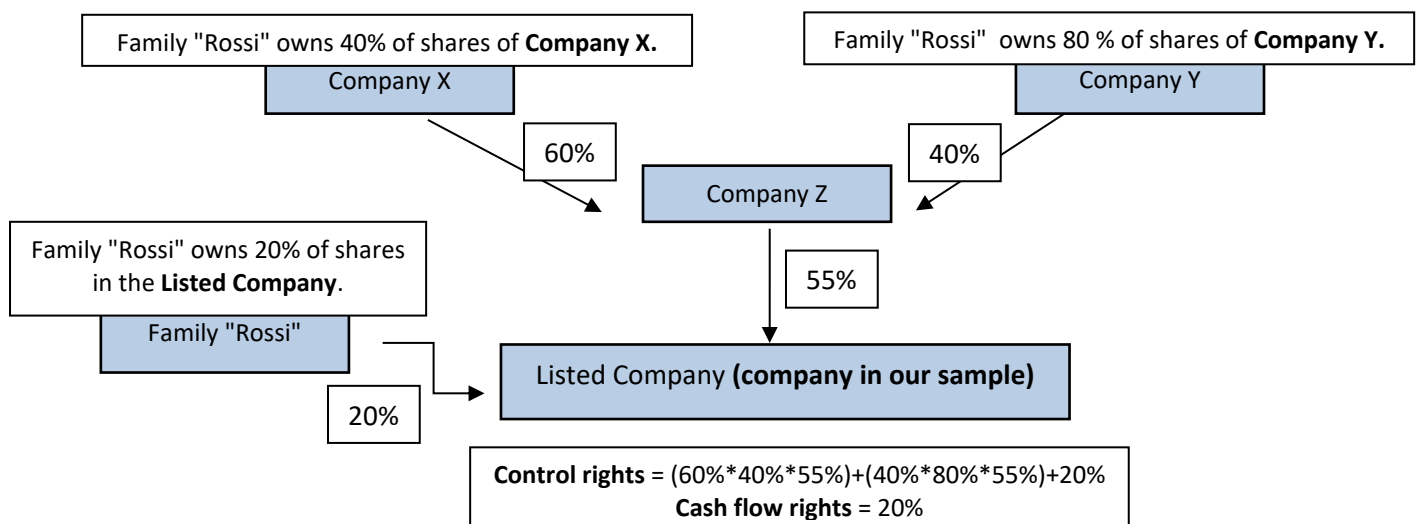 Family "Rossi" owns 40% of shares of Company X.
Company X
Family "Rossi"  owns 80 % of shares of Company Y.
Company Y
60%
40%
Company Z
Family "Rossi" owns 20% of shares
in the Listed Company.
Family "Rossi"
55%
20%
Listed Company (company in our sample)
Control rights = (60%*40%*55%)+(40%*80%*55%)+20%
Cash flow rights = 20%